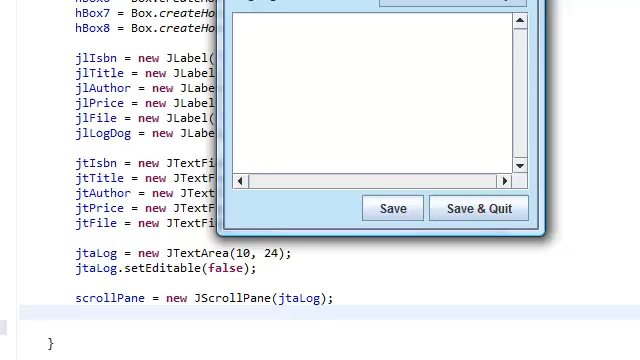 hBox7 = Box.createHo
hBox8 = Box.createHo
jlIsbn = new JLabel(
jlTitle = new JLabel
jlAuthor = new JLabe
jlPrice = new JLabel
jlFile = new JLabel(
jlLogDog = new JLabe
jtIsbn = new JTextFi
jtTitle = new JTextF
jtAuthor = new JText
jtPrice = new JTextF
jtFile = new JTextFi
Save
Save & Quit
jtaLog = new JTextArea(10, 24);
jtaLog.setEditable(false);
scrollPane = new JScrollPane(jtaLog);
}